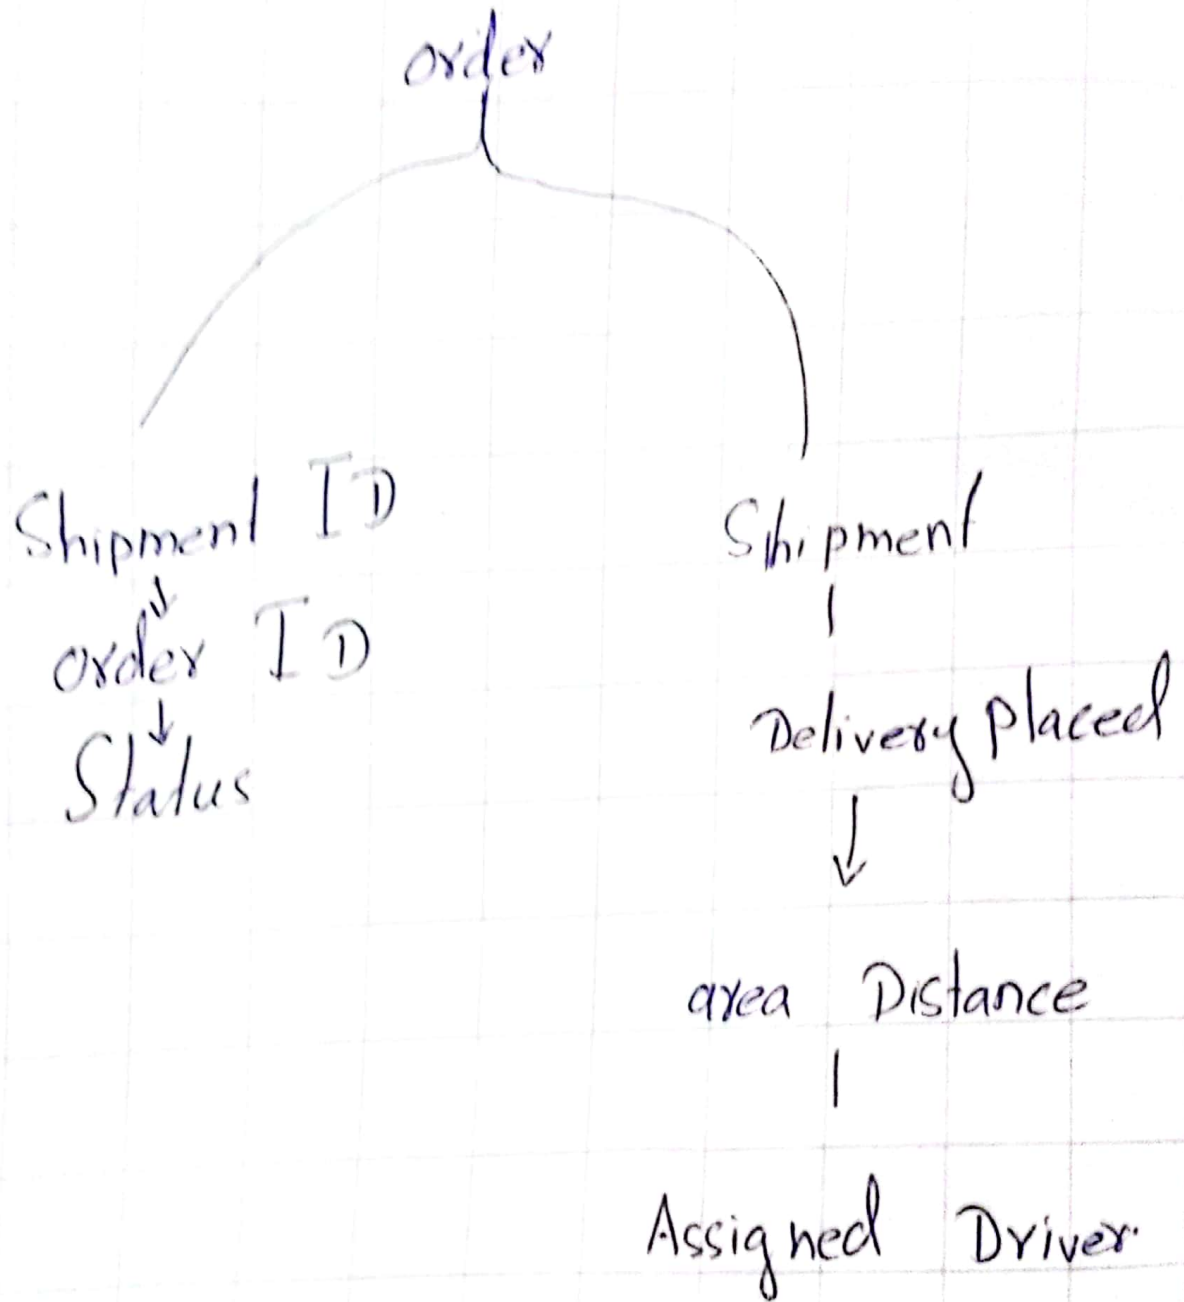 order
Shipment ID
order ID
Status
Shipment
Delivery placed
area Distance
Assigned Driver